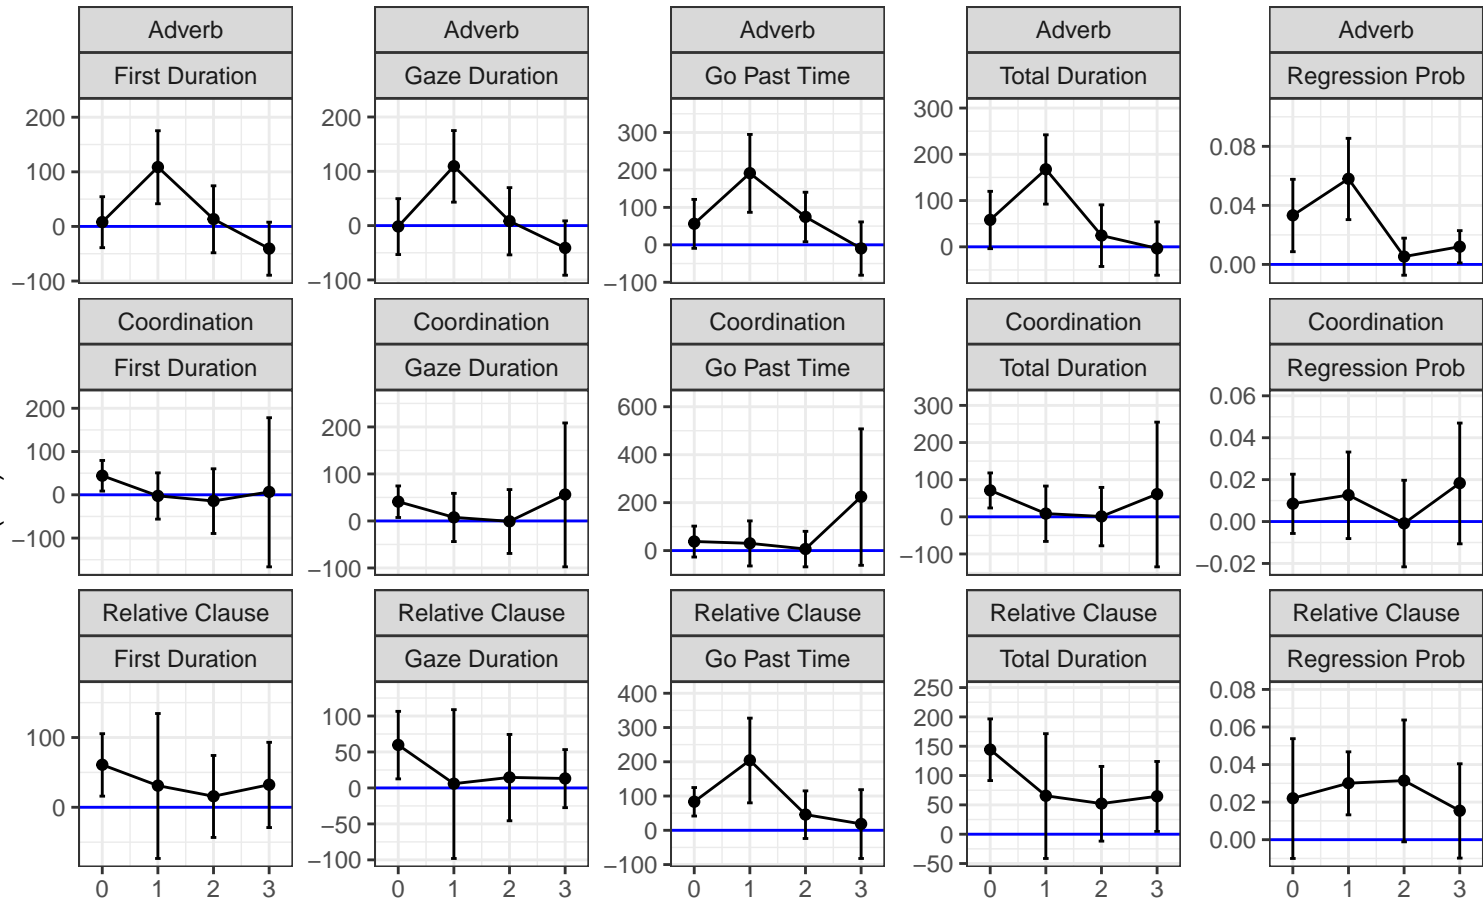 Adverb Adverb Adverb Adverb Adverb
First Duration Gaze Duration Go Past Time Total Duration Regression Prob
200 200 300 300 0.08
100 100 200 200 0.04
0 0 100 100 0.00
−100 −100 0 0
−100
Coordination Coordination Coordination Coordination Coordination
First Duration Gaze Duration Go Past Time Total Duration Regression Prob
200 200 600 300 0.06
100 100 400 200 0.04
0 0 200 100 0.02
−100 −100 0 0 0.00
−100 −0.02
Relative Clause Relative Clause Relative Clause Relative Clause Relative Clause
First Duration Gaze Duration Go Past Time Total Duration Regression Prob
100 100 400 250 0.08
0 50 300 200 0.06
0 200 150 0.04
−50 100 100 0.02
−100 0 50 0.00
−100 0
−50
0 1 2 3 0 1 2 3 0 1 2 3 0 1 2 3 0 1 2 3